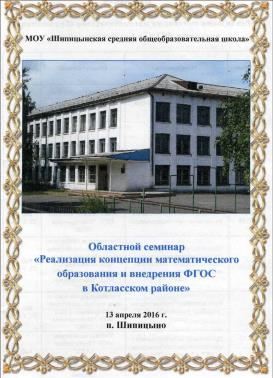 МОУ «Шипицынская средняя общеобразовательная школа»
Областной семинар
«Реализация концепции математического
образования и внедрения ФГОС
в Котласском районе»
13 апреля 2016 г.
п. Шипицыно